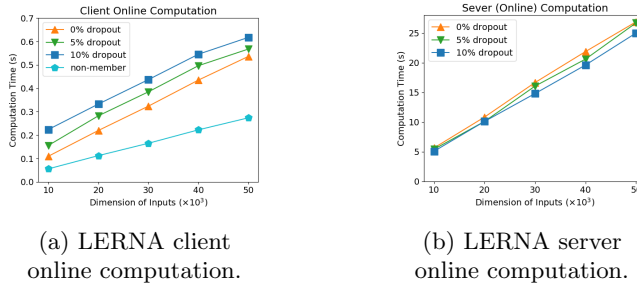 Client Online Computation
0.7
0.6
0.5
0.4
0.3
0.2
0.1
0.0
Computation Time (s)
0% dropout
5% dropout
10% dropout
non-member
10 20 30 40 50
Dimension of Inputs (×10³)
(a) LERNA client
online computation.
Sever (Online) Computation
25
20
15
10
5
0
Computation Time (s)
0% dropout
5% dropout
10% dropout
10 20 30 40 50
Dimension of Inputs (×10³)
(b) LERNA server
online computation.